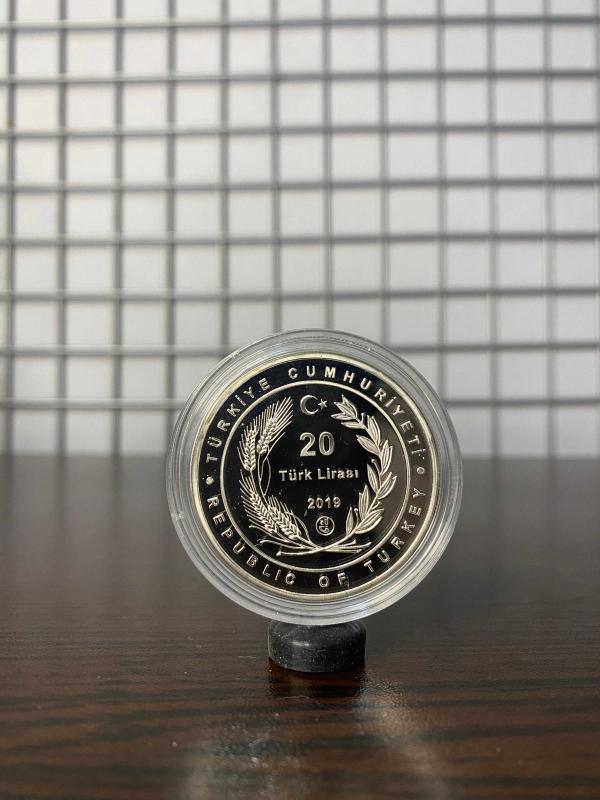 TÜRKİYE CUMHURİYETİ
20
Türk Lirası
2019
REPUBLIC OF TURKEY